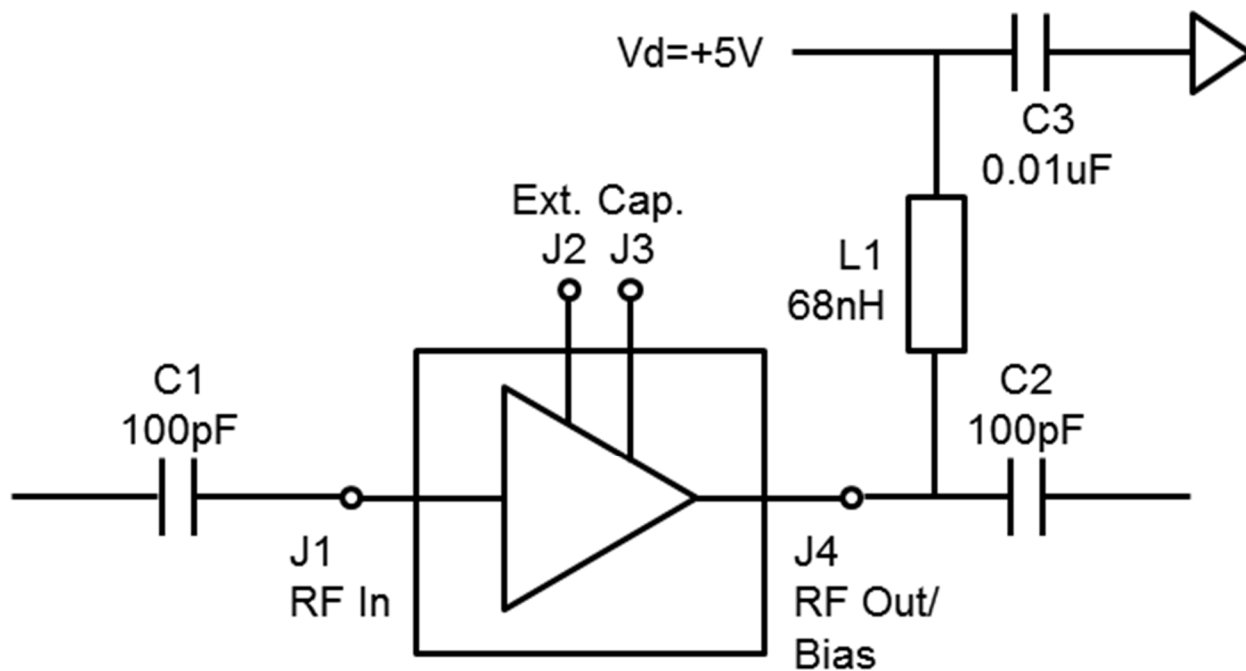 Vd=+5V
C3
0.01uF
Ext. Cap.
J2 J3
L1
68nH
C1
100pF
C2
100pF
J1
RF In
J4
RF Out/
Bias